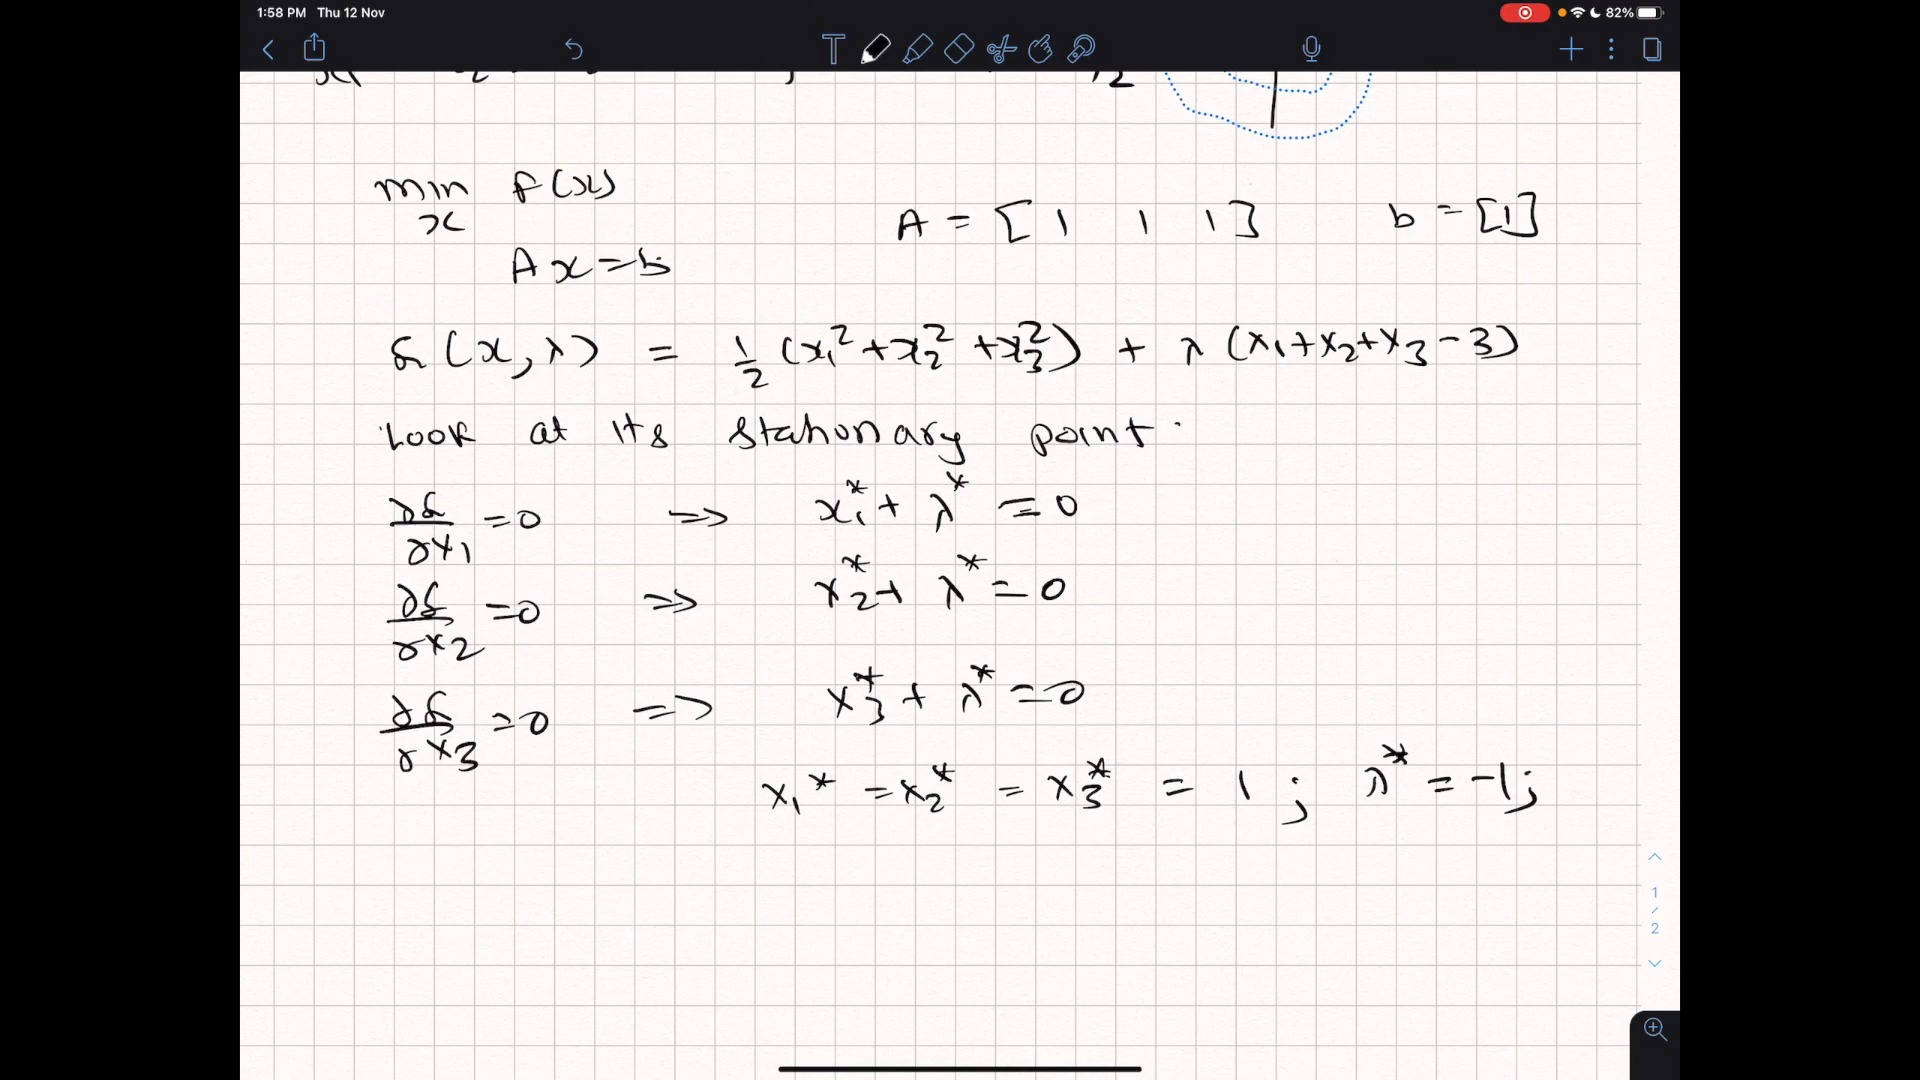 1:58 PM Thu 12 Nov
82%
min f(x)
x
Ax = b
A = [ 1 1 1 ] b = [1]
L(x, λ) = 1/2 (x₁² + x₂² + x₃²) + λ (x₁ + x₂ + x₃ - 3)
Look at its stationary point.
∂L/∂x₁ = 0 => x₁* + λ* = 0
∂L/∂x₂ = 0 => x₂* + λ* = 0
∂L/∂x₃ = 0 => x₃* + λ* = 0
x₁* = x₂* = x₃* = 1 ; λ* = -1 ;
1
/
2